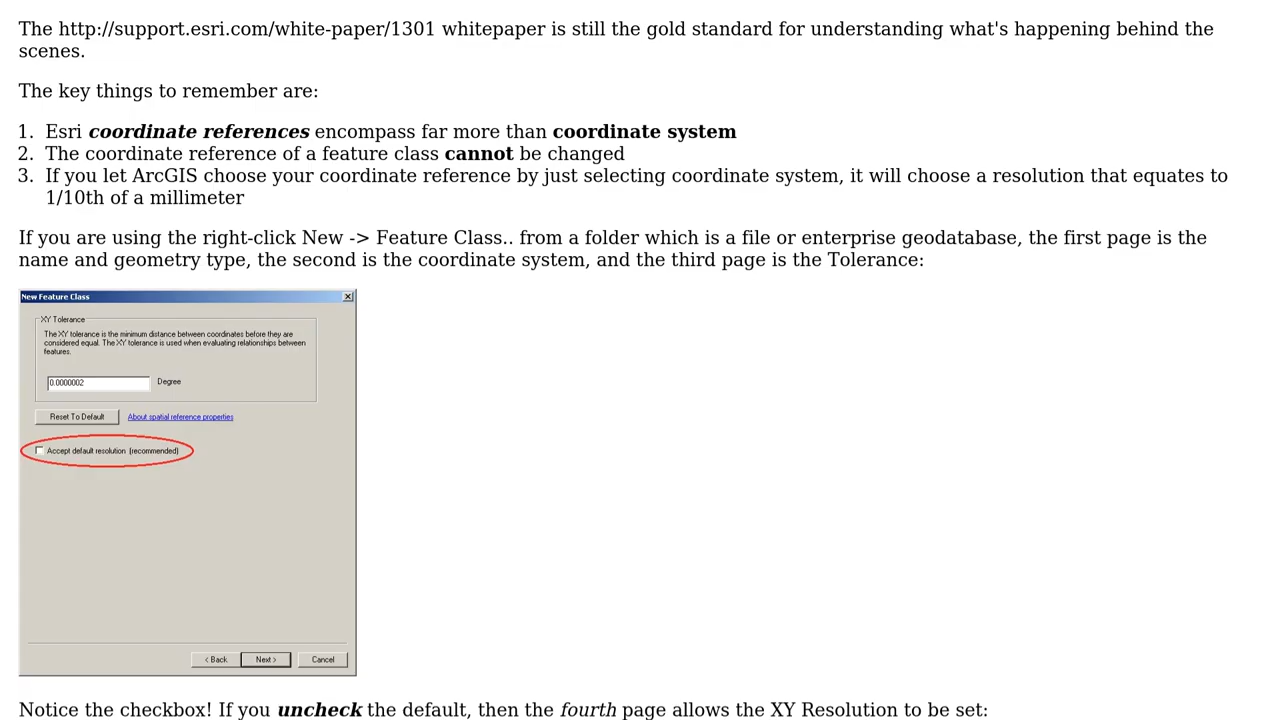 The http://support.esri.com/white-paper/1301 whitepaper is still the gold standard for understanding what's happening behind the
scenes.
The key things to remember are:
1. Esri coordinate references encompass far more than coordinate system
2. The coordinate reference of a feature class cannot be changed
3. If you let ArcGIS choose your coordinate reference by just selecting coordinate system, it will choose a resolution that equates to
1/10th of a millimeter
If you are using the right-click New -> Feature Class.. from a folder which is a file or enterprise geodatabase, the first page is the
name and geometry type, the second is the coordinate system, and the third page is the Tolerance:
New Feature Class
XY Tolerance
The XY tolerance is the minimum distance between coordinates before they are
considered equal. The XY tolerance is used when evaluating relationships between
features.
0.0000002 Degree
Reset To Default About spatial reference properties
Accept default resolution (recommended)
< Back Next > Cancel
Notice the checkbox! If you uncheck the default, then the fourth page allows the XY Resolution to be set: